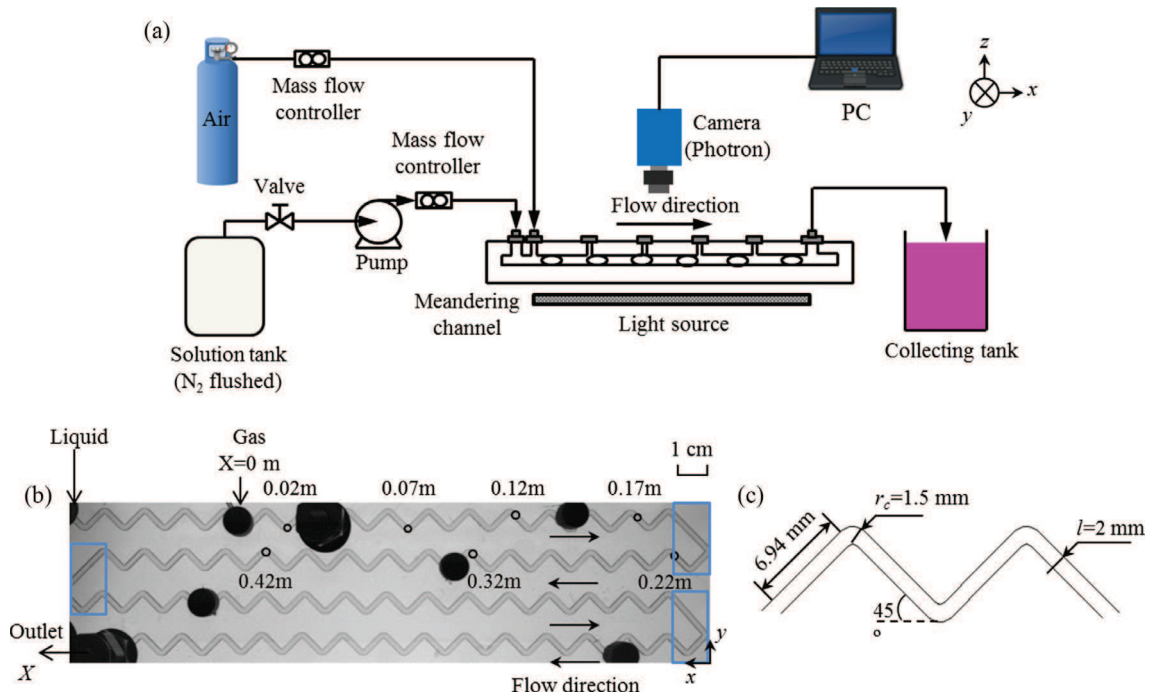 (a)
Air
Mass flow
controller
Mass flow
controller
Valve
Pump
Solution tank
(N2 flushed)
Camera
(Photron)
PC
z
x
y
Flow direction
Meandering
channel
Light source
Collecting tank
(b)
Liquid
Gas
X=0 m
0.02m
0.07m
0.12m
0.17m
1 cm
0.42m
0.32m
0.22m
Outlet
X
y
x
Flow direction
(c)
rc=1.5 mm
6.94 mm
l=2 mm
45
o